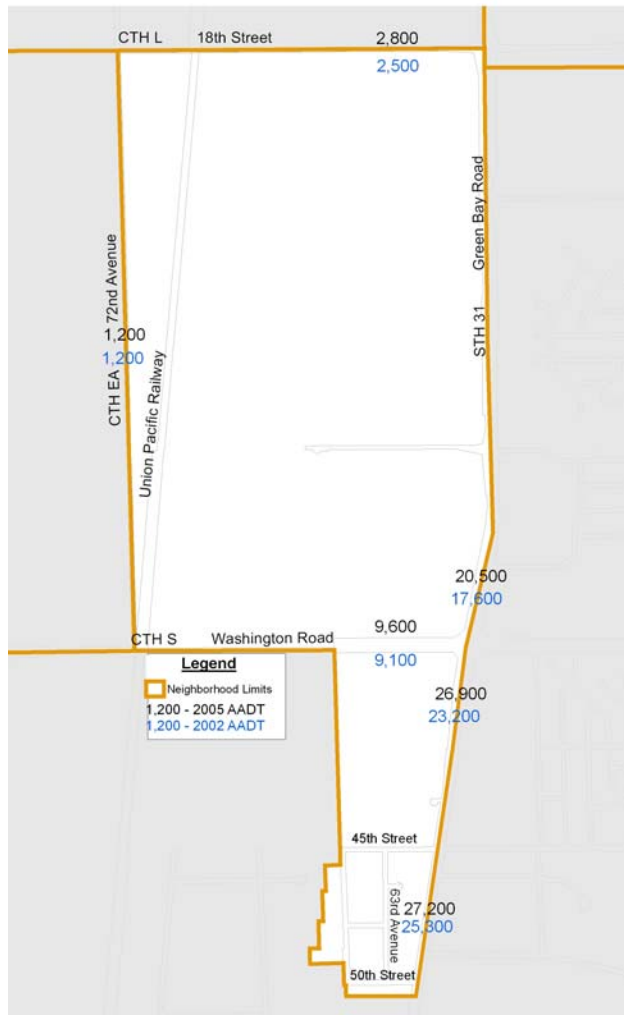 CTH L 18th Street 2,800
2,500
Green Bay Road
STH 31
72nd Avenue
1,200
1,200
CTH EA
Union Pacific Railway
20,500
17,600
9,600
CTH S Washington Road
9,100
Legend
Neighborhood Limits
1,200 - 2005 AADT
1,200 - 2002 AADT
26,900
23,200
45th Street
63rd Avenue
27,200
25,300
50th Street